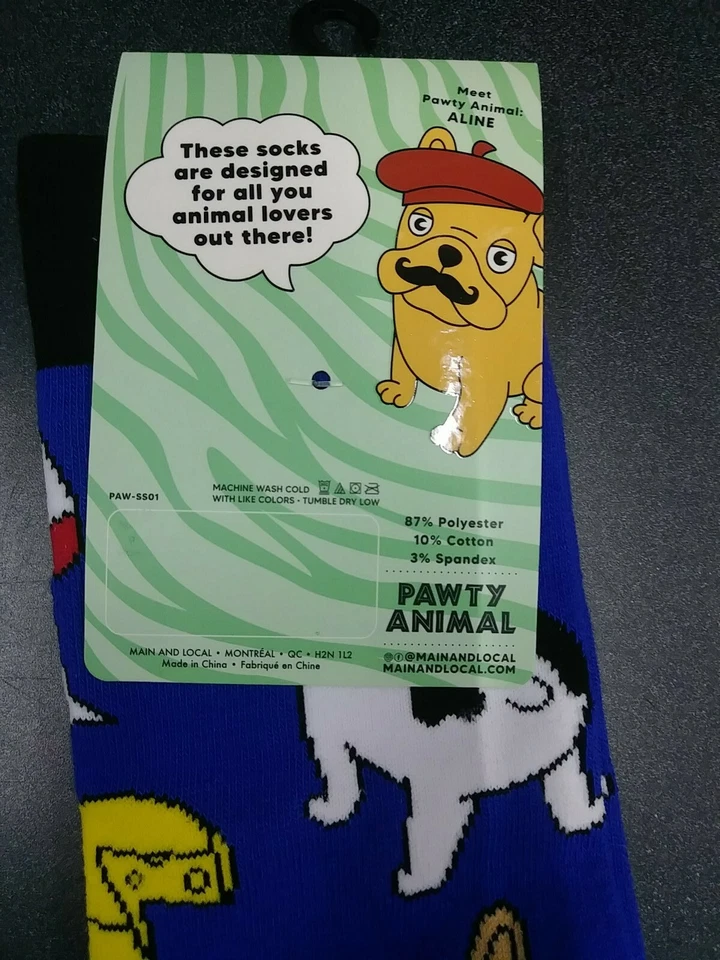 Meet
Pawty Animal:
ALINE
These socks
are designed
for all you
animal lovers
out there!
PAW-SS01
MACHINE WASH COLD
WITH LIKE COLORS • TUMBLE DRY LOW
87% Polyester
10% Cotton
3% Spandex
PAWTY
ANIMAL
MAIN AND LOCAL • MONTRÉAL • QC • H2N 1L2
Made in China • Fabriqué en Chine
@MAINANDLOCAL
MAINANDLOCAL.COM